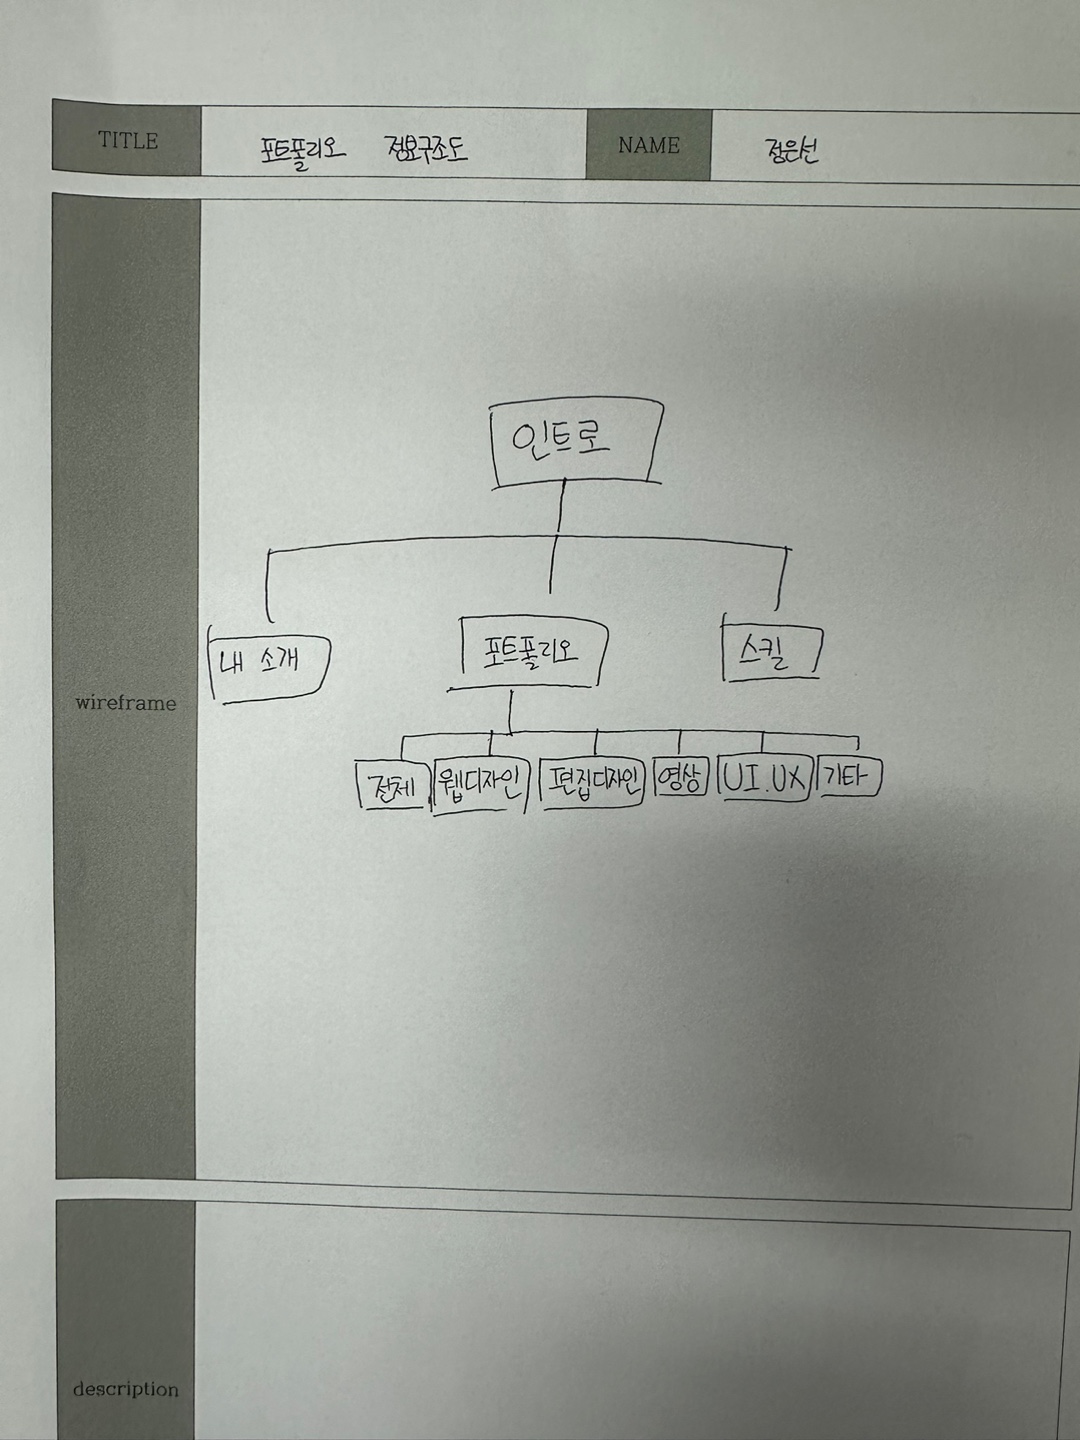 TITLE 포트폴리오 정보구조도 NAME 정은선
wireframe
인트로
내 소개 포트폴리오 스킬
전체 웹디자인 편집디자인 영상 UI.UX 기타
description